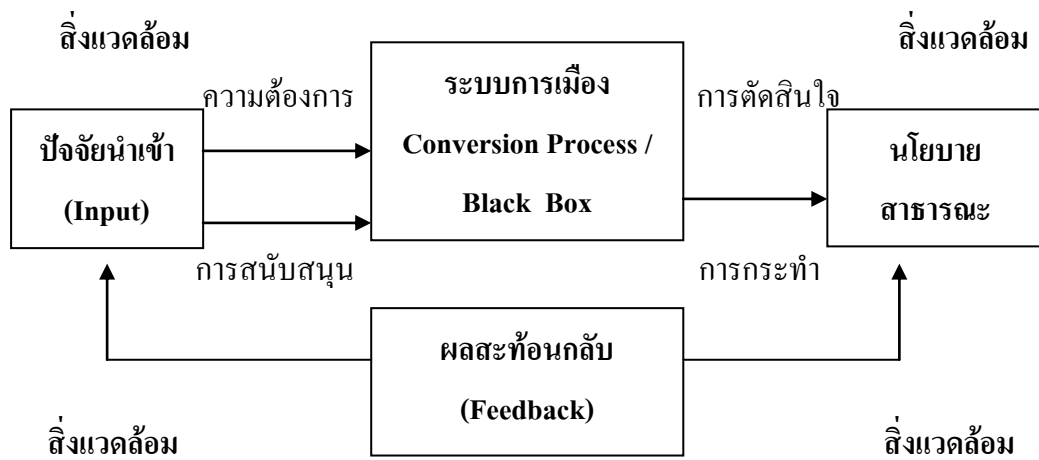 สิ่งแวดล้อม
สิ่งแวดล้อม
ความต้องการ
ระบบการเมือง
Conversion Process /
Black Box
การตัดสินใจ
ปัจจัยนำเข้า
(Input)
นโยบาย
สาธารณะ
การสนับสนุน
การกระทำ
ผลสะท้อนกลับ
(Feedback)
สิ่งแวดล้อม
สิ่งแวดล้อม